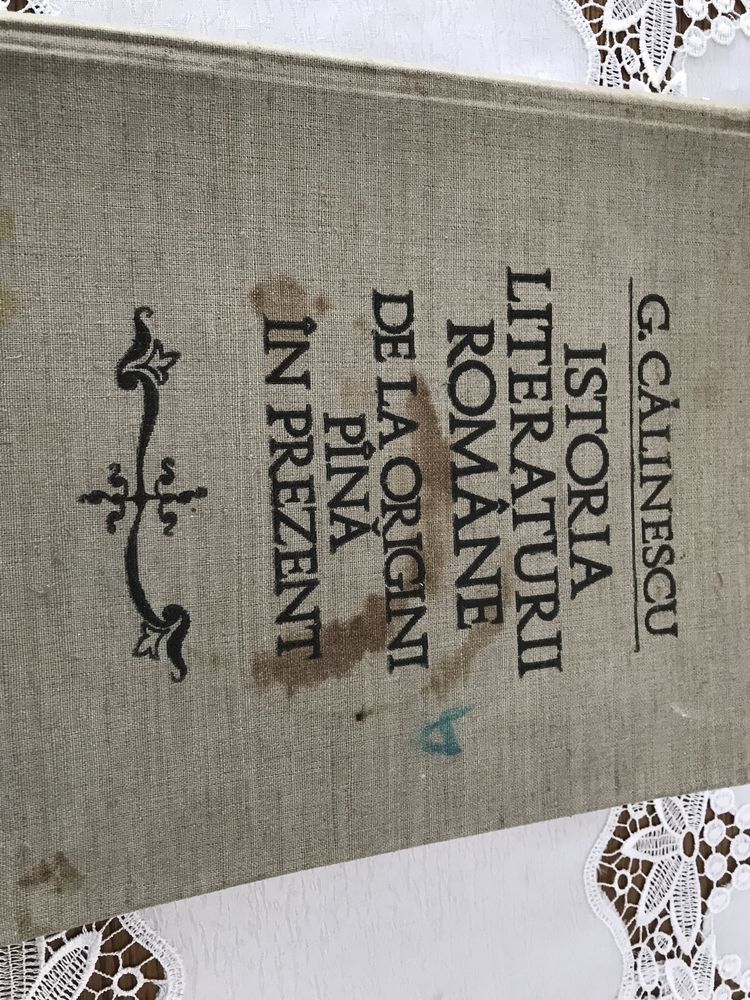 G. CĂLINESCU
ISTORIA
LITERATURII
ROMÂNE
DE LA ORIGINI
PÎNĂ
ÎN PREZENT